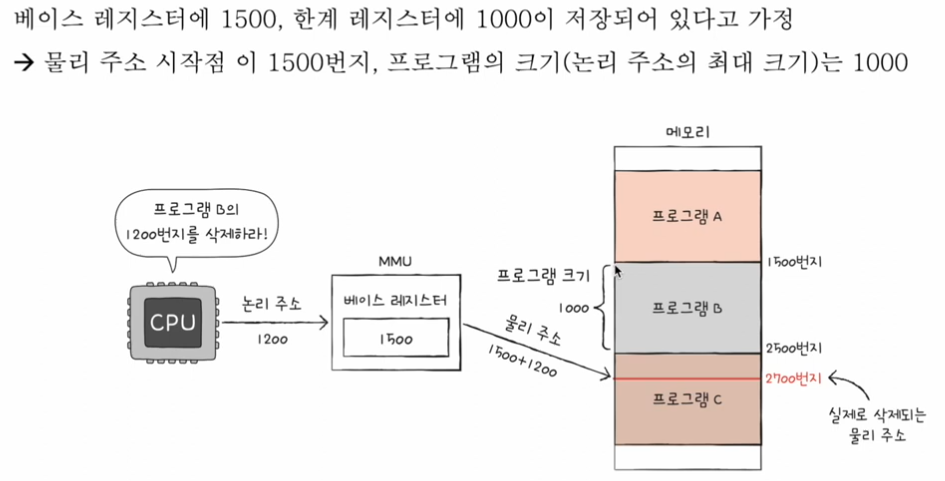 베이스 레지스터에 1500, 한계 레지스터에 1000이 저장되어 있다고 가정
→ 물리 주소 시작점 이 1500번지, 프로그램의 크기(논리 주소의 최대 크기)는 1000
메모리
프로그램 B의
1200번지를 삭제하라!
프로그램 A
MMU
1500번지
프로그램 크기
논리 주소
베이스 레지스터
1000
프로그램 B
CPU
1200
1500
물리 주소
1500+1200
2500번지
2700번지
프로그램 C
실제로 삭제되는
물리 주소